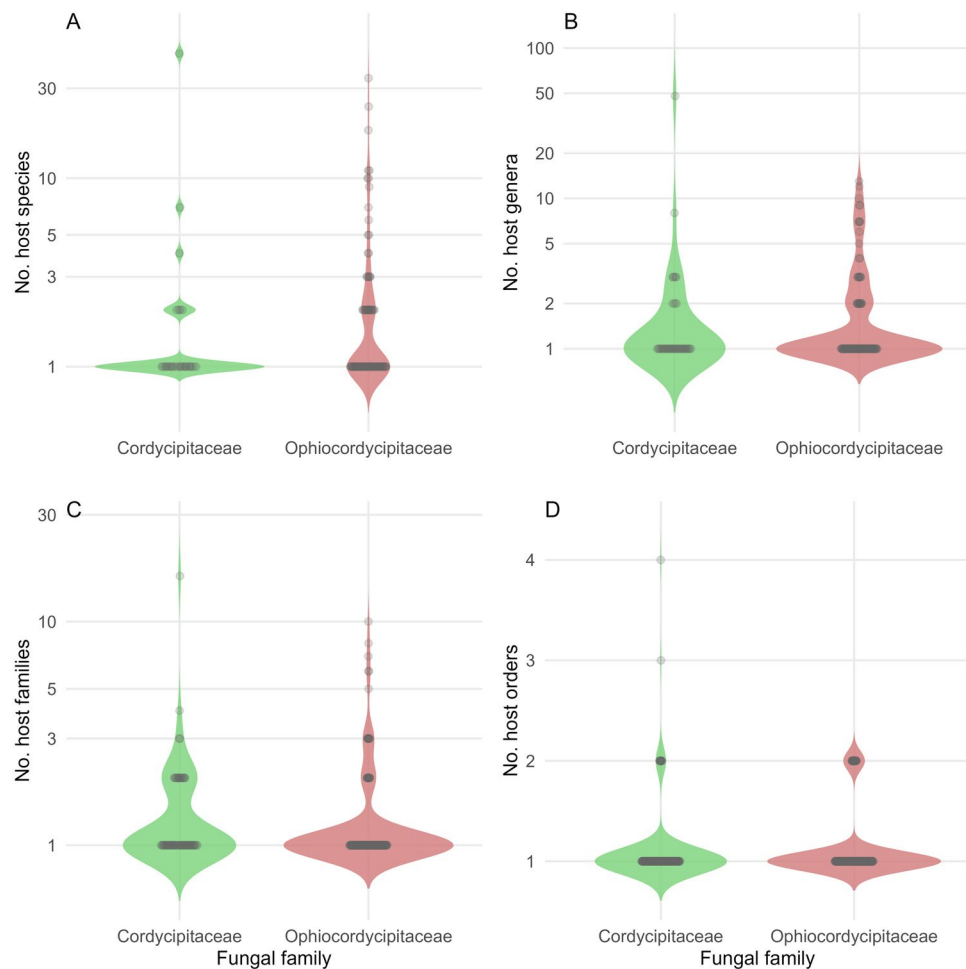 A
No. host species
30
10
5
3
1
Cordycipitaceae Ophiocordycipitaceae
B
No. host genera
100
50
20
10
5
2
1
Cordycipitaceae Ophiocordycipitaceae
C
No. host families
30
10
5
3
1
Cordycipitaceae Ophiocordycipitaceae
Fungal family
D
No. host orders
4
3
2
1
Cordycipitaceae Ophiocordycipitaceae
Fungal family